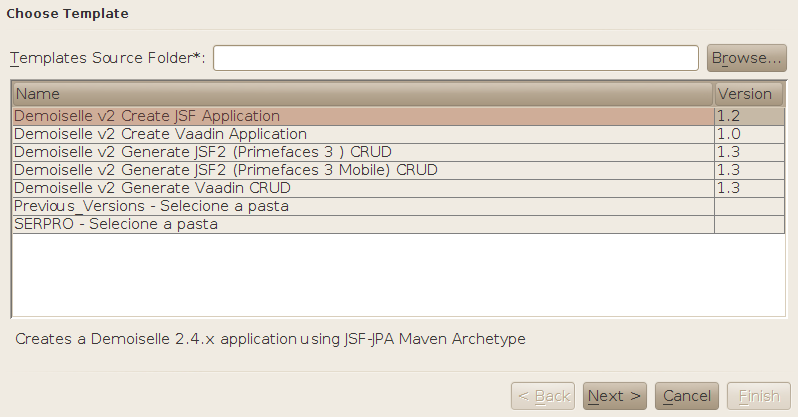 Choose Template
Templates Source Folder*: Browse...
Name Version
Demoiselle v2 Create JSF Application 1.2
Demoiselle v2 Create Vaadin Application 1.0
Demoiselle v2 Generate JSF2 (Primefaces 3 ) CRUD 1.3
Demoiselle v2 Generate JSF2 (Primefaces 3 Mobile) CRUD 1.3
Demoiselle v2 Generate Vaadin CRUD 1.3
Previous_Versions - Selecione a pasta
SERPRO - Selecione a pasta
Creates a Demoiselle 2.4.x application using JSF-JPA Maven Archetype
< Back Next > Cancel Finish